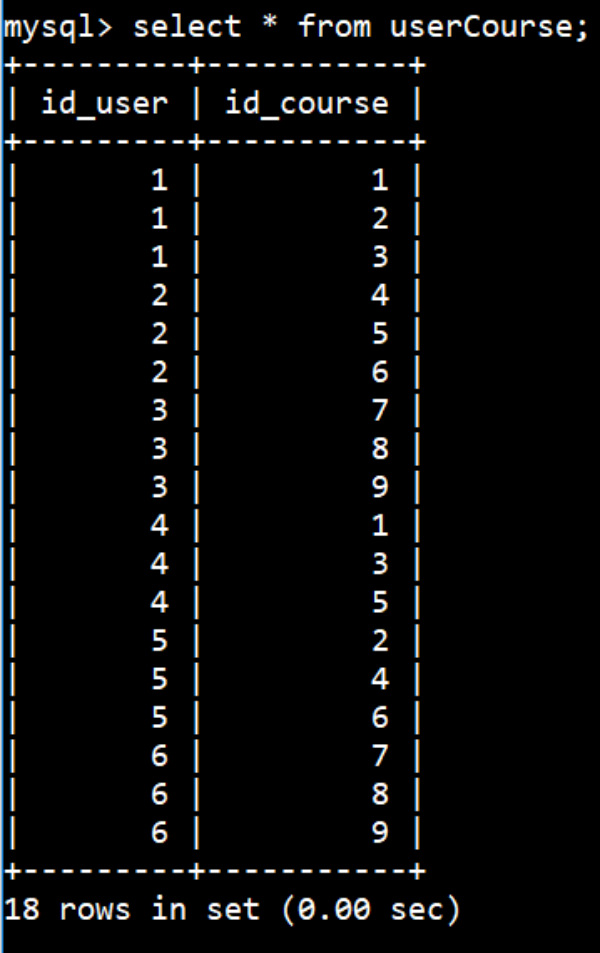 mysql> select * from userCourse;
+---------+-----------+
| id_user | id_course |
+---------+-----------+
|       1 |         1 |
|       1 |         2 |
|       1 |         3 |
|       2 |         4 |
|       2 |         5 |
|       2 |         6 |
|       3 |         7 |
|       3 |         8 |
|       3 |         9 |
|       4 |         1 |
|       4 |         3 |
|       4 |         5 |
|       5 |         2 |
|       5 |         4 |
|       5 |         6 |
|       6 |         7 |
|       6 |         8 |
|       6 |         9 |
+---------+-----------+
18 rows in set (0.00 sec)